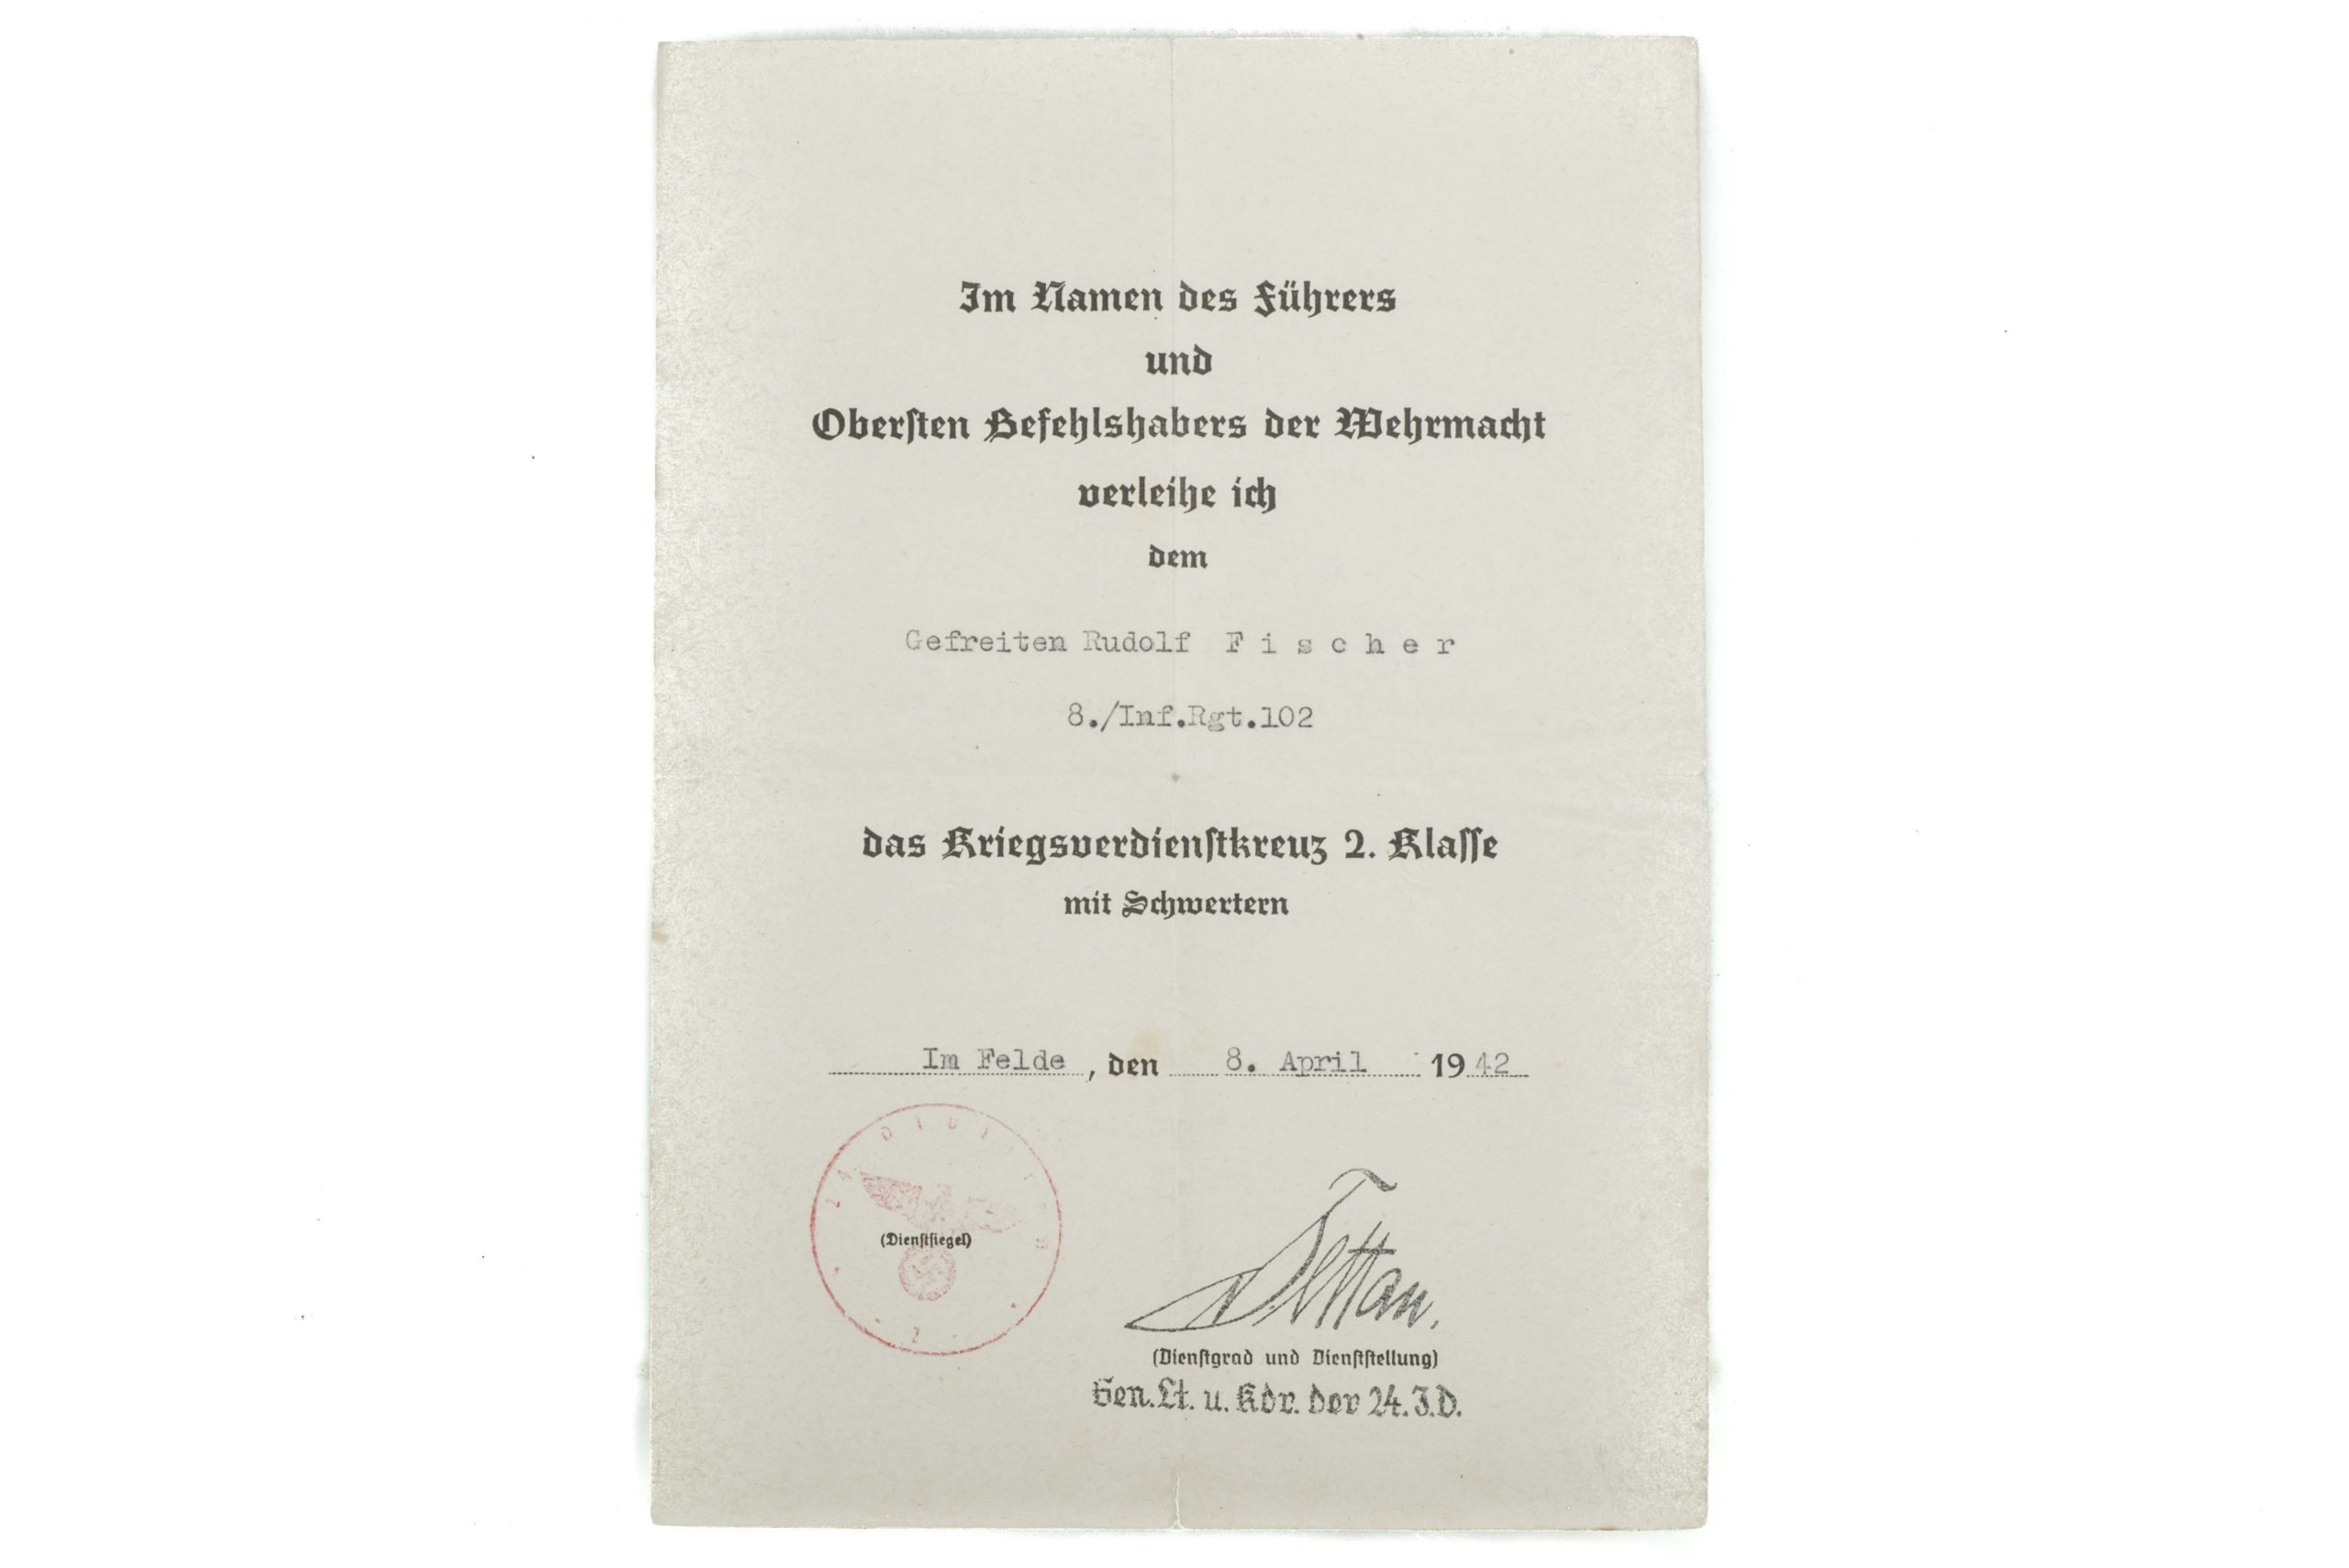 Im Namen des Führers
und
Oberſten Befehlshabers der Wehrmacht
verleihe ich
dem
Gefreiten Rudolf F i s c h e r
8./Inf.Rgt.102
das Kriegsverdienſtkreuz 2. Klaſſe
mit Schwertern
Im Felde, den 8. April 1942
(Dienſtſiegel)
Tettau.
(Dienſtgrad und Dienſtſtellung)
Gen.Lt. u. Kdr. der 24.I.D.